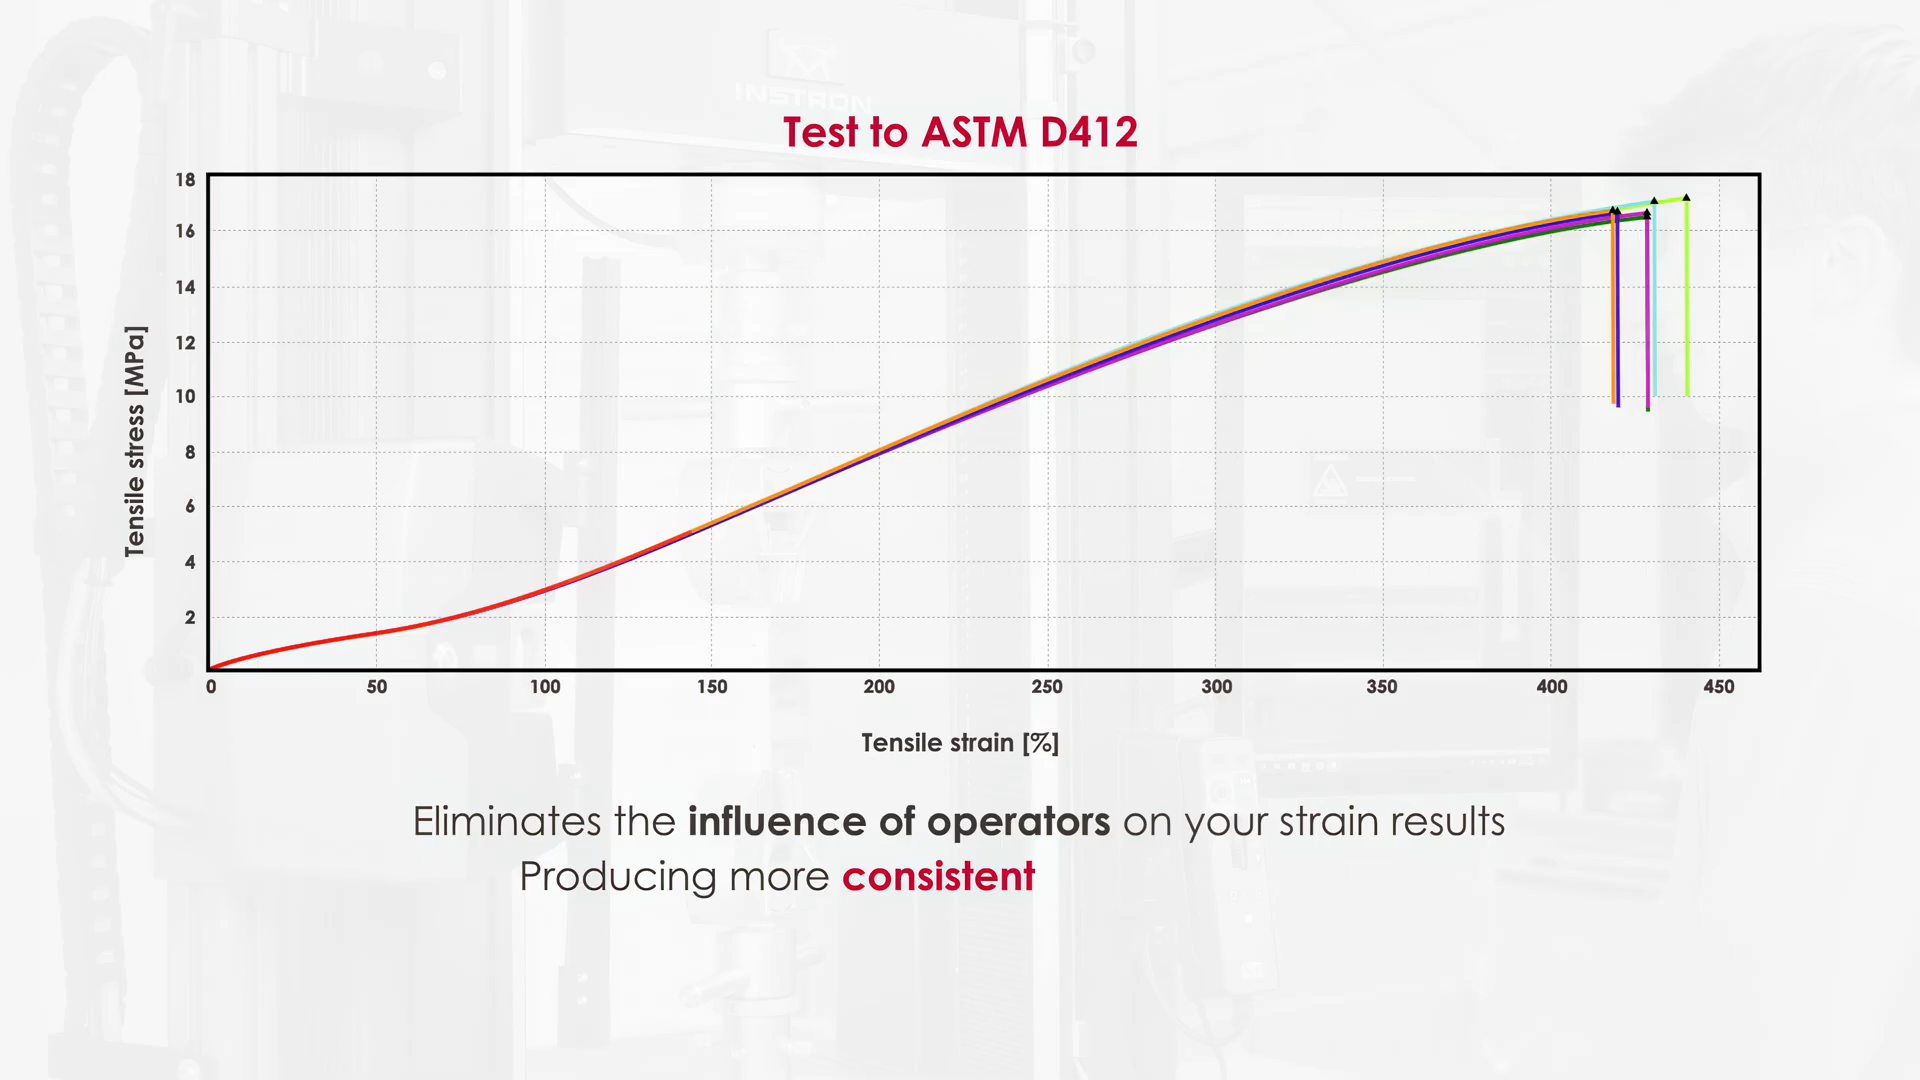 INSTRON
Test to ASTM D412
18
16
14
12
10
8
6
4
2
Tensile stress [MPa]
0 50 100 150 200 250 300 350 400 450
Tensile strain [%]
Eliminates the influence of operators on your strain results
Producing more consistent